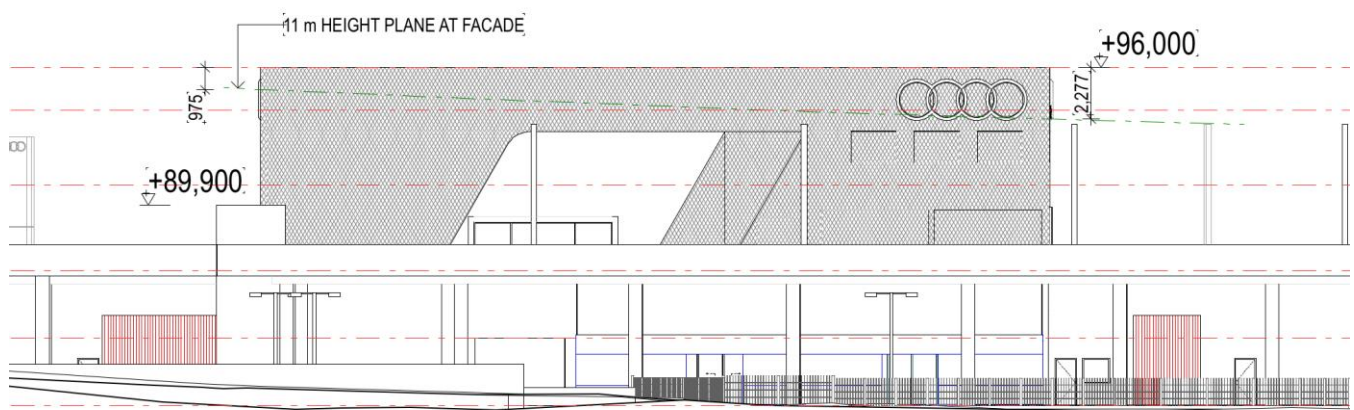 11 m HEIGHT PLANE AT FACADE
+96,000
975
2,277
+89,900